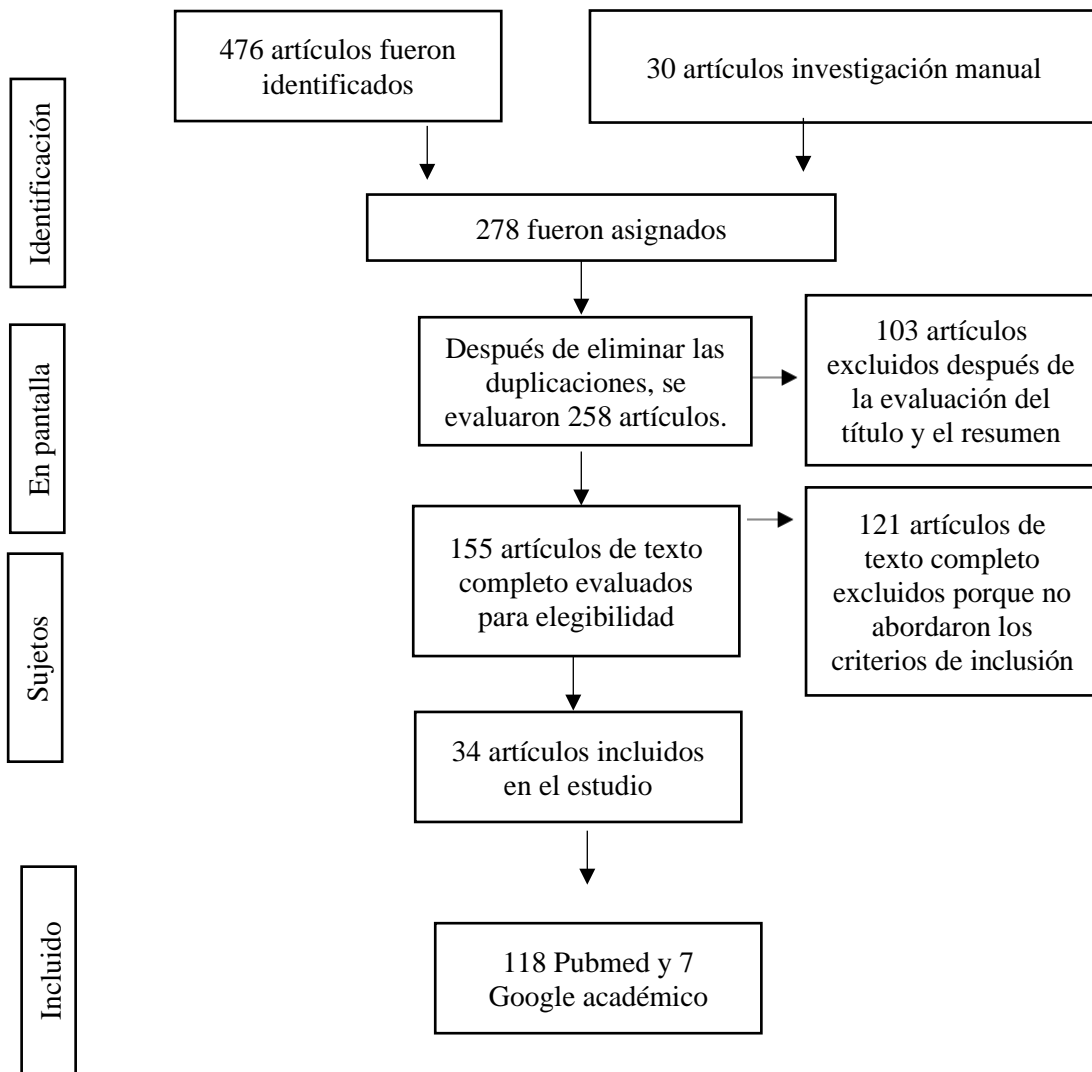 476 artículos fueron
identificados
30 artículos investigación manual
Identificación
278 fueron asignados
En pantalla
Después de eliminar las
duplicaciones, se
evaluaron 258 artículos.
103 artículos
excluidos después de
la evaluación del
título y el resumen
Sujetos
155 artículos de texto
completo evaluados
para elegibilidad
121 artículos de
texto completo
excluidos porque no
abordaron los
criterios de inclusión
34 artículos incluidos
en el estudio
Incluido
118 Pubmed y 7
Google académico